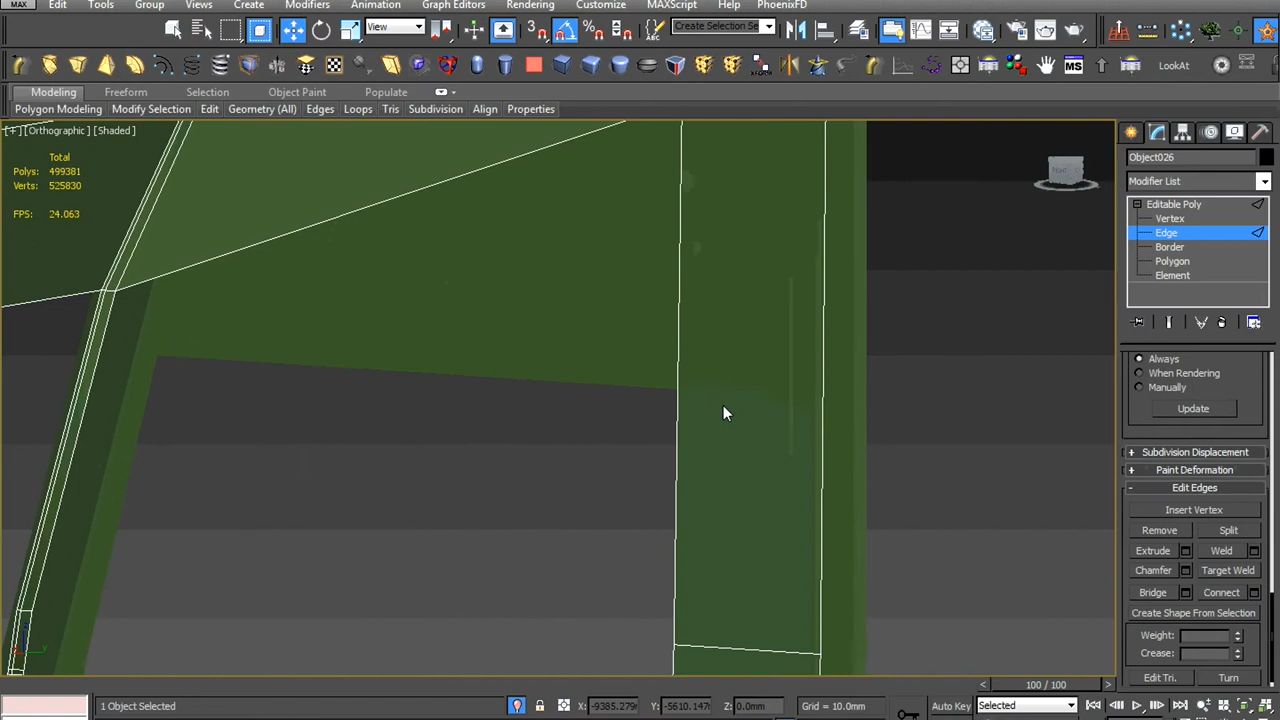 MAX Edit Tools Group Views Create Modifiers Animation Graph Editors Rendering Customize MAXScript Help PhoenixFD
View 3 Create Selection Se
MS LookAt
Modeling Freeform Selection Object Paint Populate
Polygon Modeling Modify Selection Edit Geometry (All) Edges Loops Tris Subdivision Align Properties
[+] [Orthographic] [Shaded]
Total
Polys: 499381
Verts: 525830
FPS: 24.063
Object026
Modifier List
Editable Poly
Vertex
Edge
Border
Polygon
Element
Always
When Rendering
Manually
Update
+ Subdivision Displacement
+ Paint Deformation
- Edit Edges
Insert Vertex
Remove Split
Extrude Weld
Chamfer Target Weld
Bridge Connect
Create Shape From Selection
Weight:
Crease:
Edit Tri. Turn
< 100 / 100 >
1 Object Selected X: -9385.279 Y: -5610.147 Z: 0.0mm Grid = 10.0mm Auto Key Selected